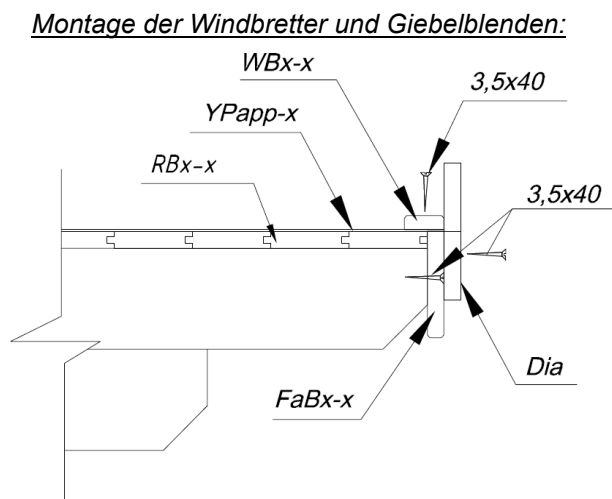 Montage der Windbretter und Giebelblenden:
WBx-x
3,5x40
YPapp-x
RBx-x
3,5x40
Dia
FaBx-x